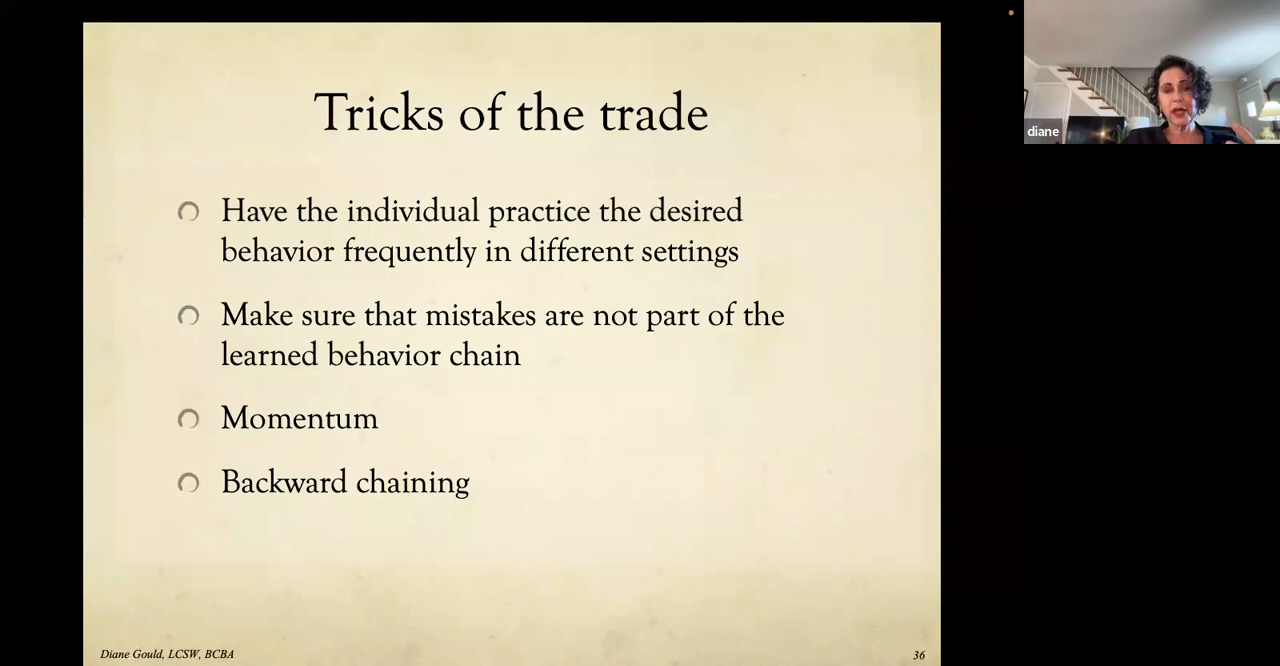 Tricks of the trade
Have the individual practice the desired
behavior frequently in different settings
Make sure that mistakes are not part of the
learned behavior chain
Momentum
Backward chaining
Diane Gould, LCSW, BCBA
36
diane